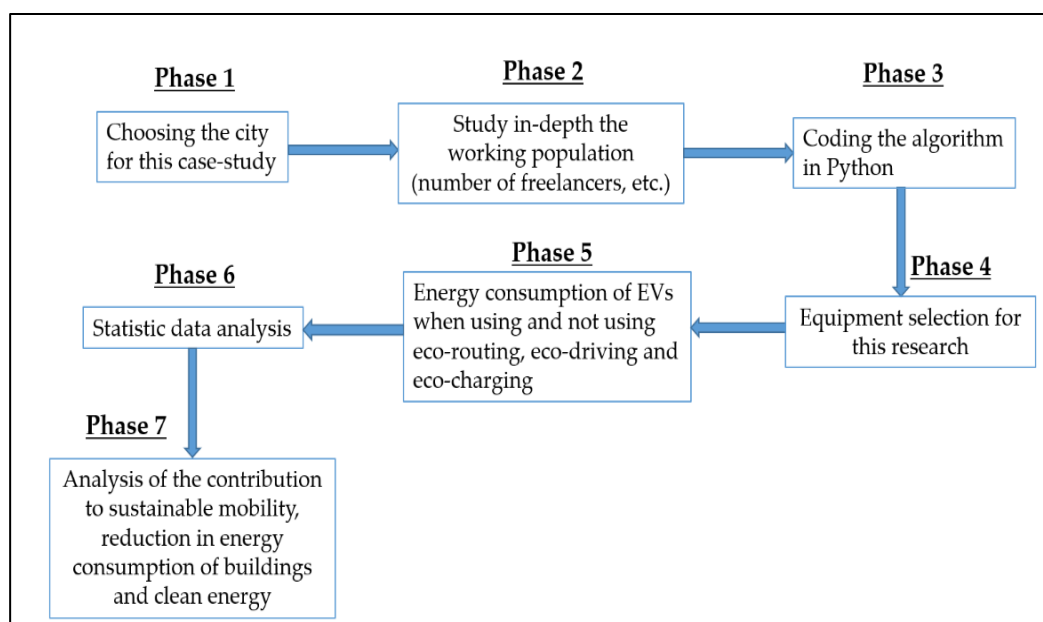 Phase 1
Choosing the city
for this case-study
Phase 2
Study in-depth the
working population
(number of freelancers, etc.)
Phase 3
Coding the algorithm
in Python
Phase 4
Equipment selection for
this research
Phase 5
Energy consumption of EVs
when using and not using
eco-routing, eco-driving and
eco-charging
Phase 6
Statistic data analysis
Phase 7
Analysis of the contribution
to sustainable mobility,
reduction in energy
consumption of buildings
and clean energy